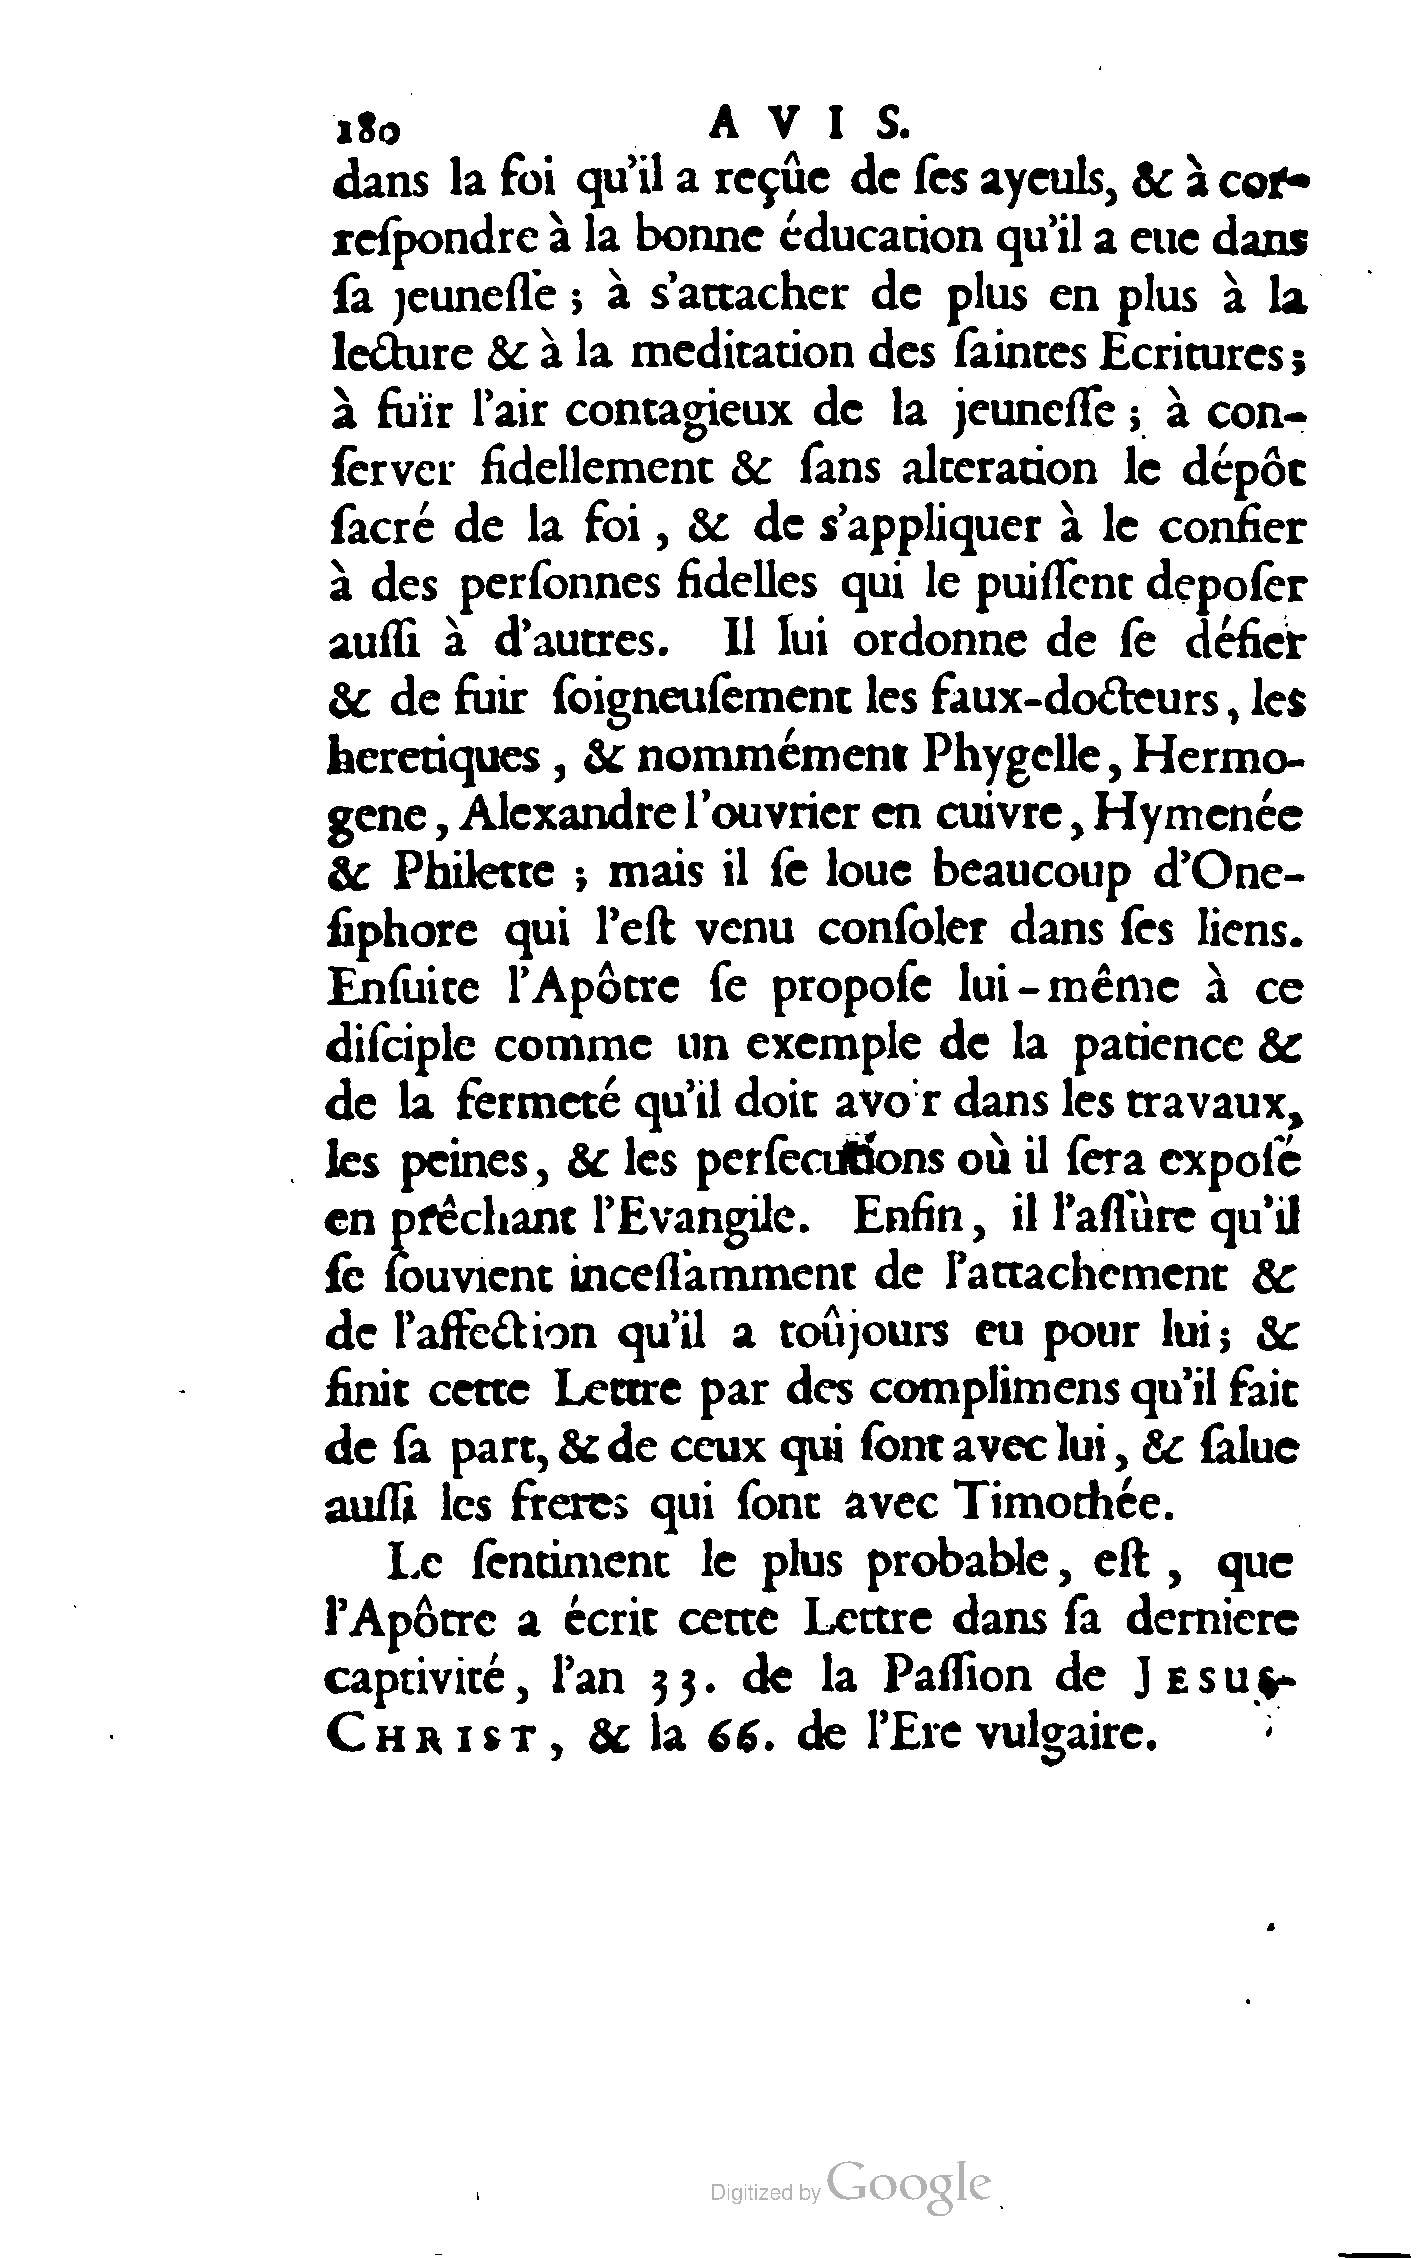 180 AVIS.
dans la foi qu'il a reçûe de ſes ayeuls, & à cor-
reſpondre à la bonne éducation qu'il a eue dans
ſa jeuneſſe ; à s'attacher de plus en plus à la
lecture & à la meditation des ſaintes Ecritures ;
à fuïr l'air contagieux de la jeuneſſe ; à con-
ſerver fidellement & ſans alteration le dépôt
ſacré de la foi , & de s'appliquer à le confier
à des perſonnes fidelles qui le puiſſent depoſer
auſſi à d'autres. Il lui ordonne de ſe défier
& de fuir ſoigneuſement les faux-docteurs, les
heretiques , & nommément Phygelle, Hermo-
gene, Alexandre l'ouvrier en cuivre, Hymenée
& Philette ; mais il ſe loue beaucoup d'One-
ſiphore qui l'eſt venu conſoler dans ſes liens.
Enſuite l'Apôtre ſe propoſe lui-même à ce
diſciple comme un exemple de la patience &
de la fermeté qu'il doit avoir dans les travaux,
les peines, & les perſecutions où il ſera expoſé
en prêchant l'Evangile. Enfin, il l'aſſûre qu'il
ſe ſouvient inceſſamment de l'attachement &
de l'affection qu'il a toûjours eu pour lui ; &
finit cette Lettre par des complimens qu'il fait
de ſa part, & de ceux qui ſont avec lui, & ſalue
auſſi les freres qui ſont avec Timothée.
Le ſentiment le plus probable, eſt , que
l'Apôtre a écrit cette Lettre dans ſa derniere
captivité, l'an 33. de la Paſſion de JESUS-
CHRIST, & la 66. de l'Ere vulgaire.
Digitized by Google